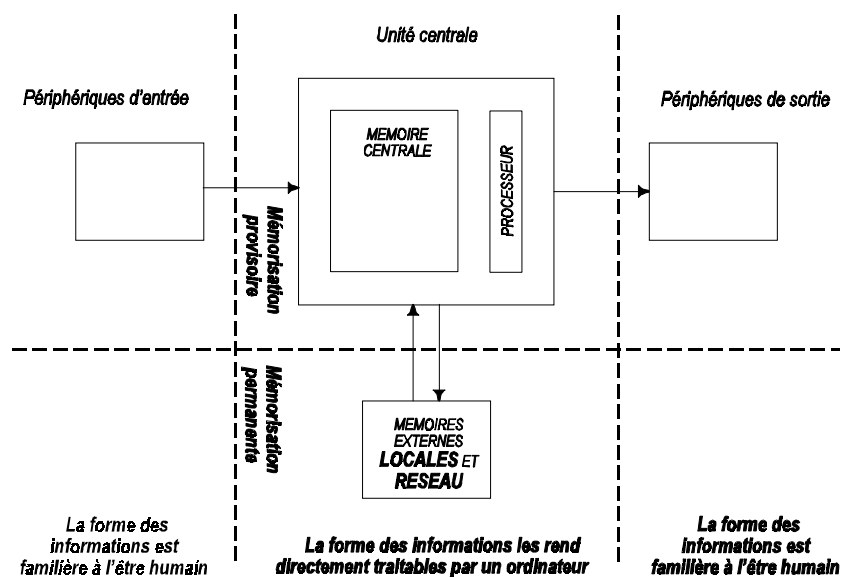 Unité centrale
Périphériques d'entrée
Périphériques de sortie
MEMOIRE
CENTRALE
PROCESSEUR
Mémorisation
provisoire
Mémorisation
permanente
MEMOIRES
EXTERNES
LOCALES ET
RESEAU
La forme des
informations est
familière à l'être humain
La forme des informations les rend
directement traitables par un ordinateur
La forme des
informations est
familière à l'être humain